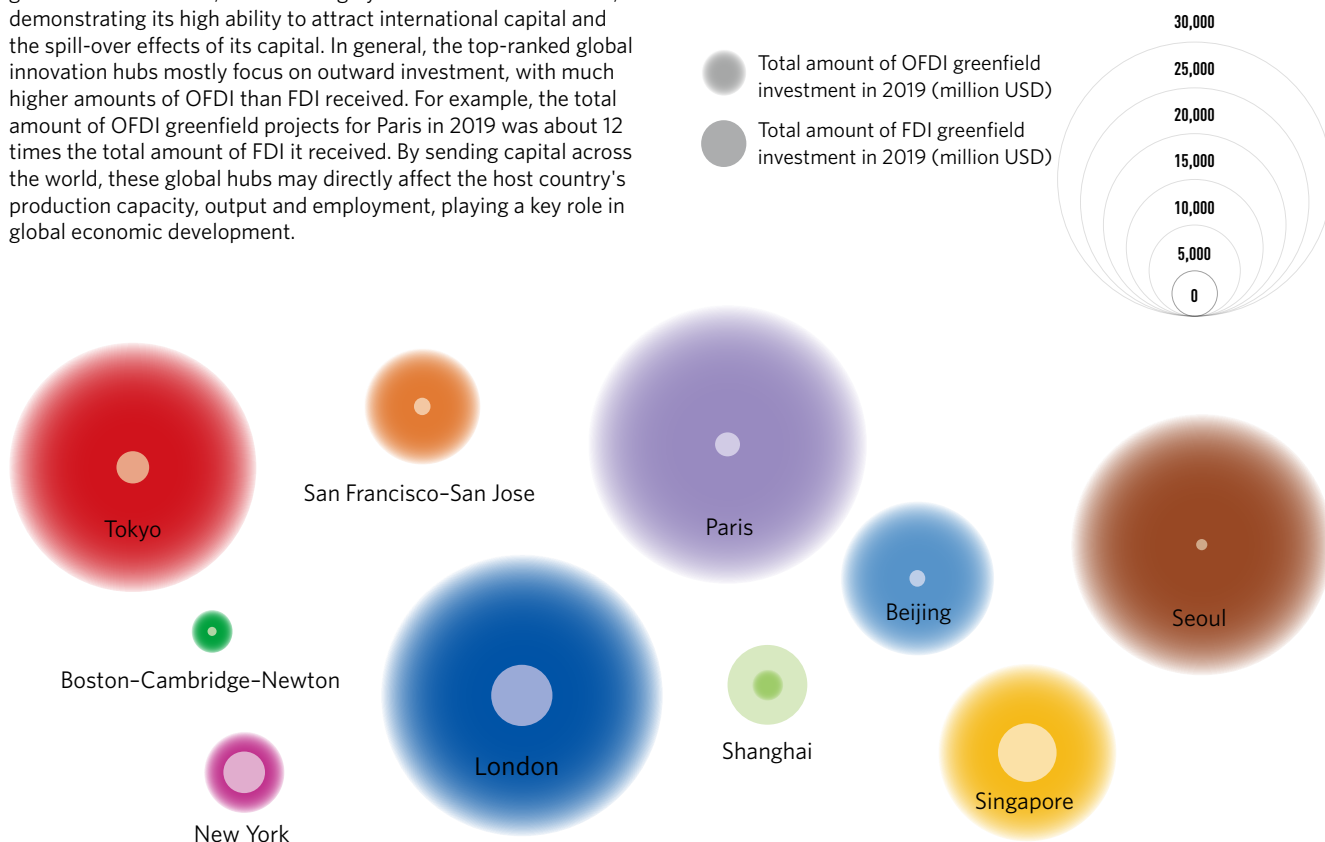 demonstrating its high ability to attract international capital and
the spill-over effects of its capital. In general, the top-ranked global
innovation hubs mostly focus on outward investment, with much
higher amounts of OFDI than FDI received. For example, the total
amount of OFDI greenfield projects for Paris in 2019 was about 12
times the total amount of FDI it received. By sending capital across
the world, these global hubs may directly affect the host country's
production capacity, output and employment, playing a key role in
global economic development.
Total amount of OFDI greenfield
investment in 2019 (million USD)
Total amount of FDI greenfield
investment in 2019 (million USD)
30,000
25,000
20,000
15,000
10,000
5,000
0
Tokyo
San Francisco–San Jose
Paris
Beijing
Seoul
Boston–Cambridge–Newton
London
Shanghai
Singapore
New York